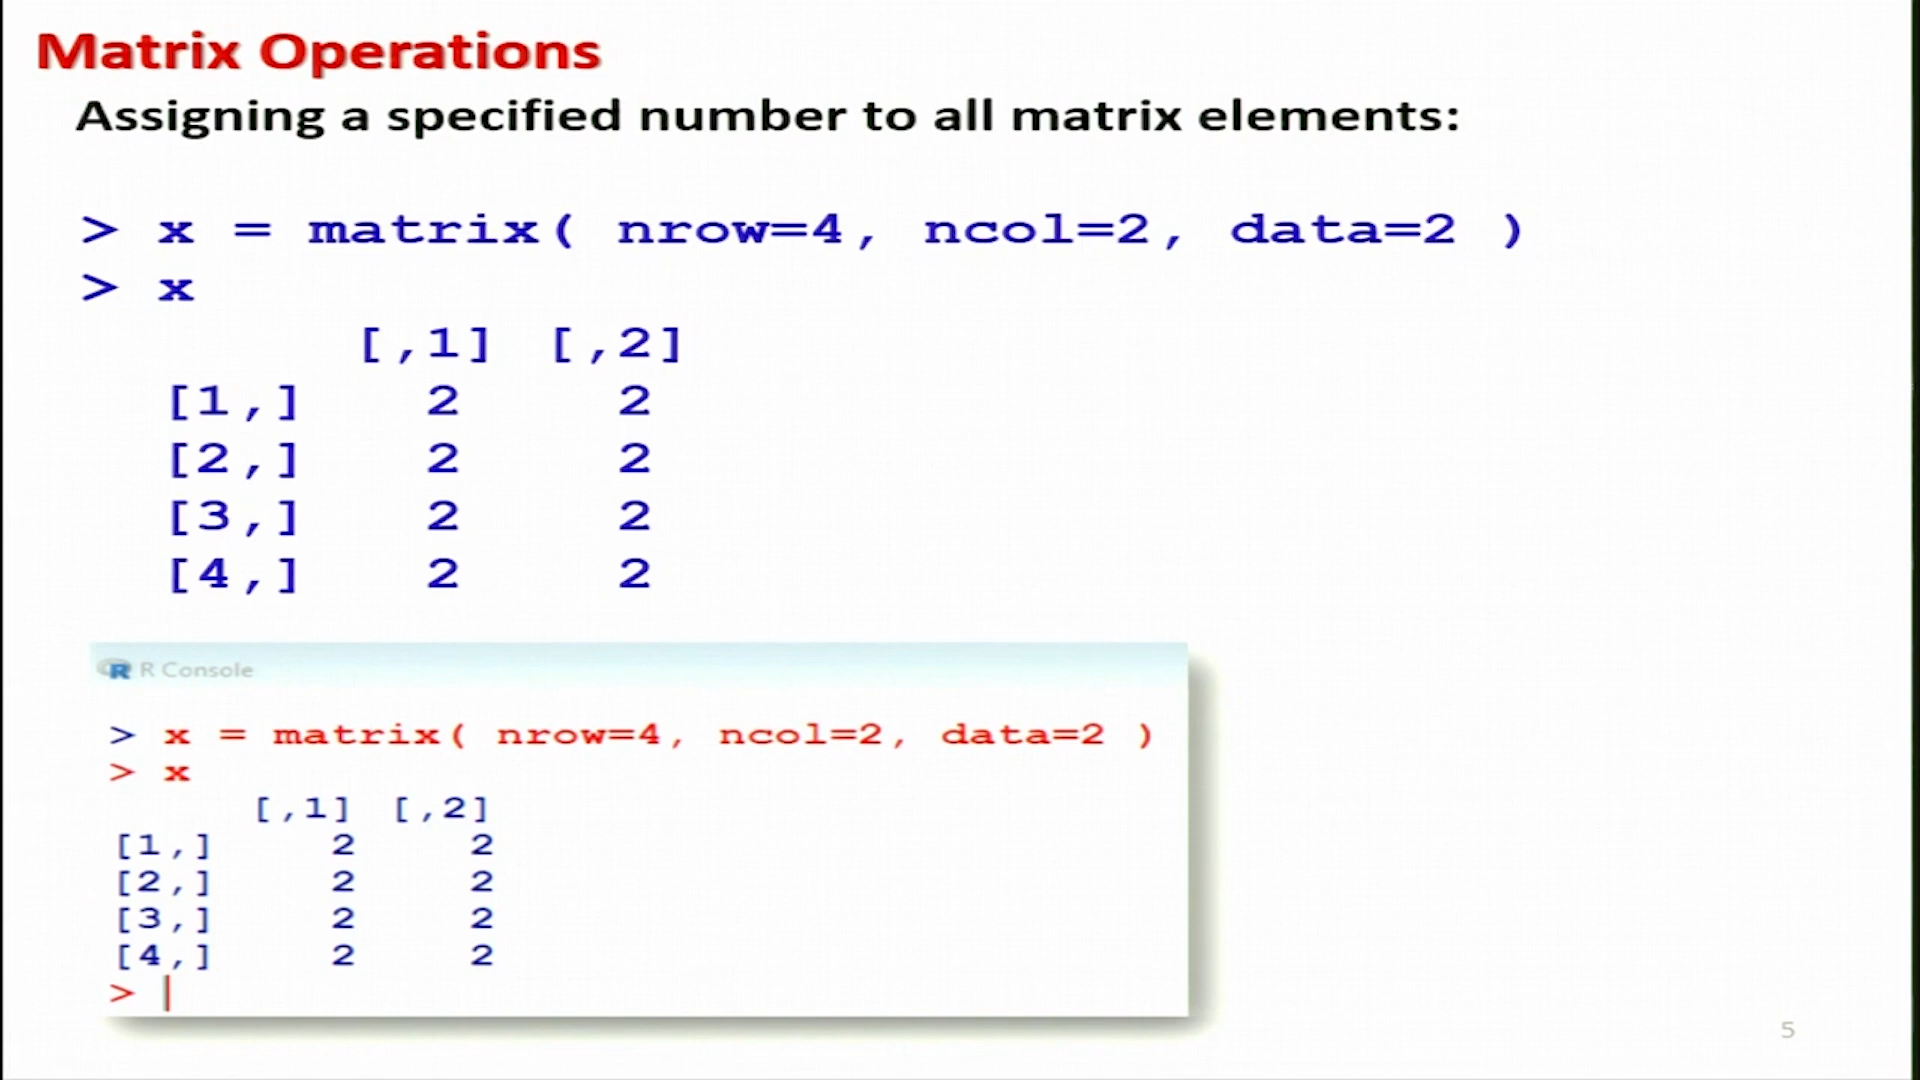 Matrix Operations
Assigning a specified number to all matrix elements:
> x = matrix( nrow=4, ncol=2, data=2 )
> x
[,1] [,2]
[1,] 2 2
[2,] 2 2
[3,] 2 2
[4,] 2 2
R R Console
> x = matrix( nrow=4, ncol=2, data=2 )
> x
[,1] [,2]
[1,] 2 2
[2,] 2 2
[3,] 2 2
[4,] 2 2
>
5